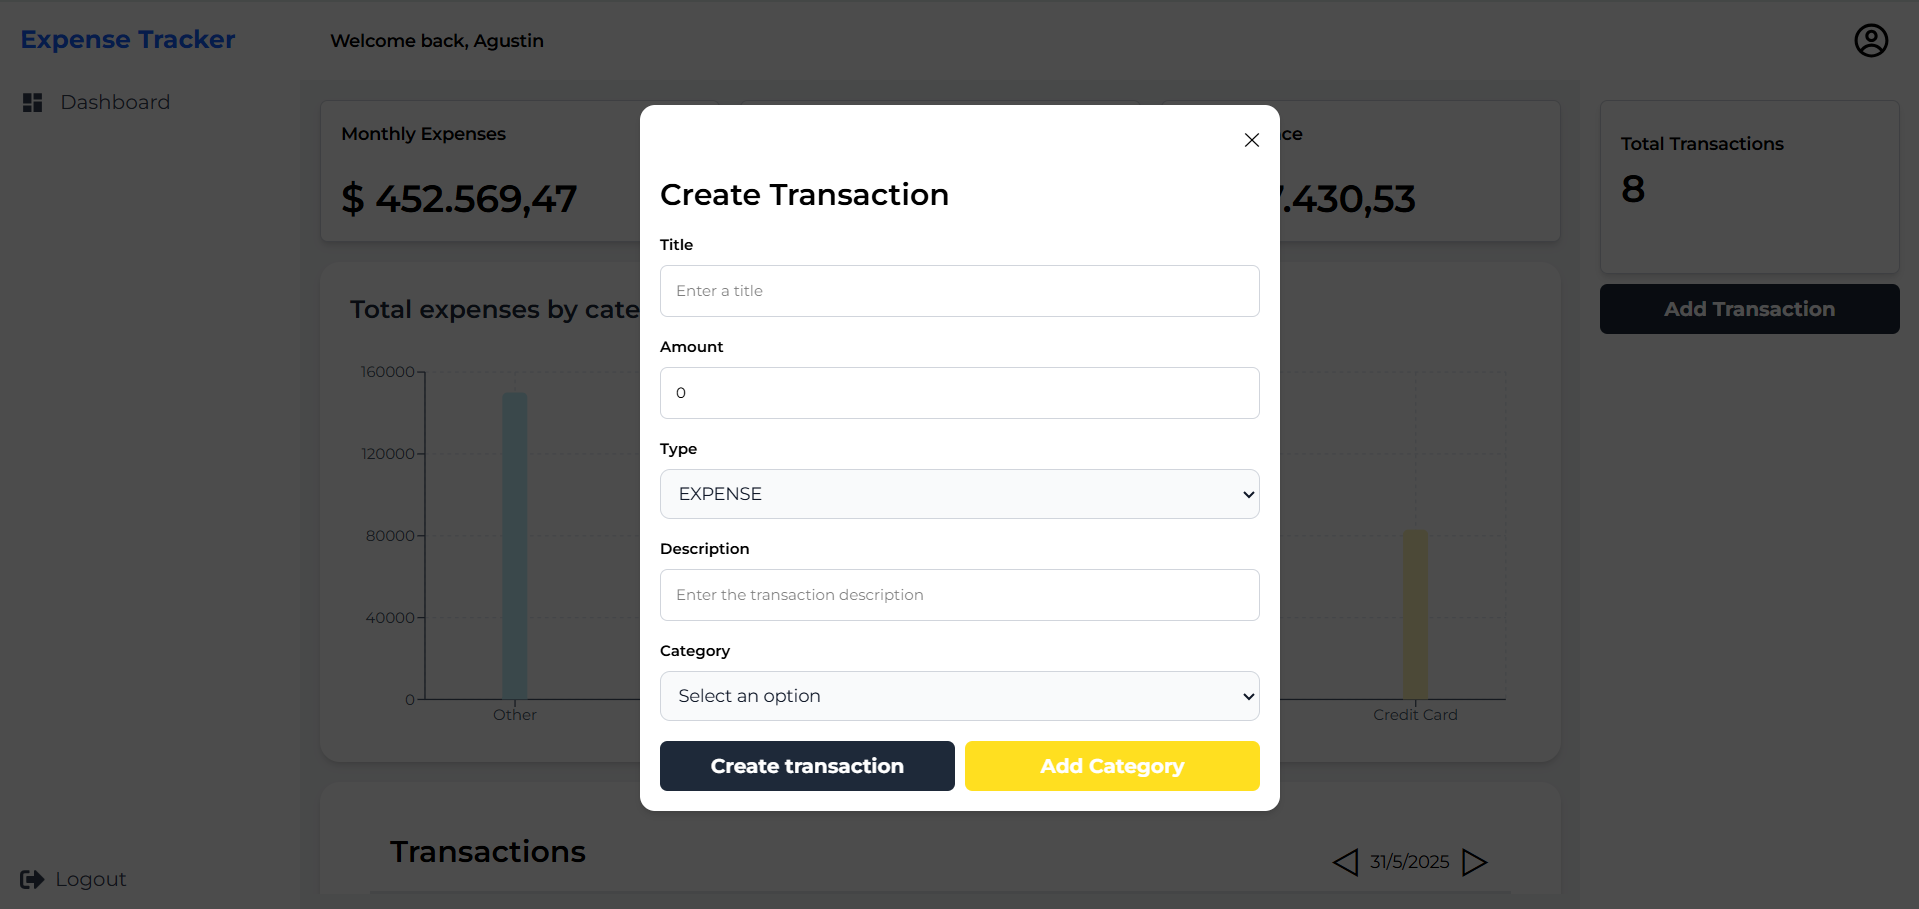 Expense Tracker
Welcome back, Agustin
Dashboard
Monthly Expenses
$ 452.569,47
.430,53
Total Transactions
8
Add Transaction
Total expenses by
160000
120000
80000
40000
0
Other
Credit Card
Create Transaction
Title
Enter a title
Amount
0
Type
EXPENSE
Description
Enter the transaction description
Category
Select an option
Create transaction
Add Category
Transactions
31/5/2025
Logout